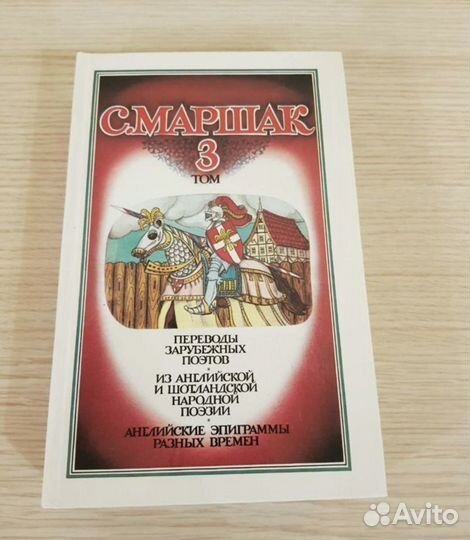 С. МАРШАК
3
ТОМ
ПЕРЕВОДЫ
ЗАРУБЕЖНЫХ
ПОЭТОВ
•
ИЗ АНГЛИЙСКОЙ
И ШОТЛАНДСКОЙ
НАРОДНОЙ
ПОЭЗИИ
•
АНГЛИЙСКИЕ ЭПИГРАММЫ
РАЗНЫХ ВРЕМЕН
Avito